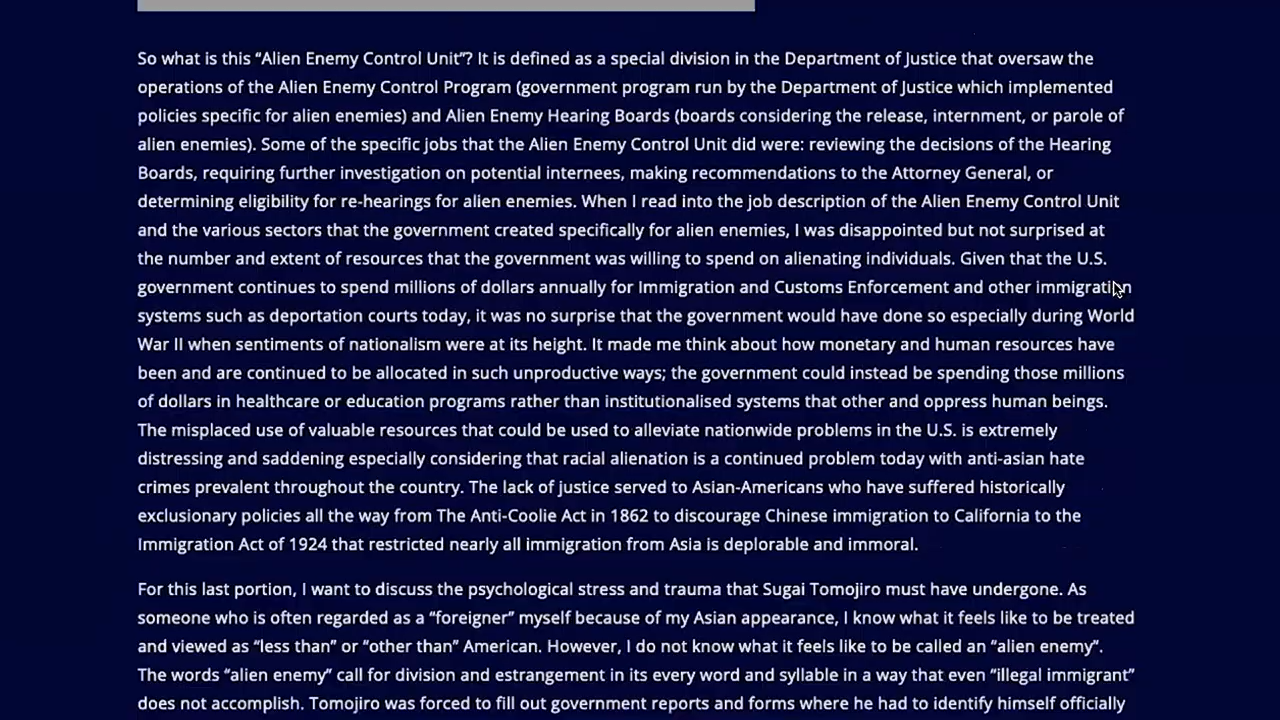 So what is this “Alien Enemy Control Unit”? It is defined as a special division in the Department of Justice that oversaw the
operations of the Alien Enemy Control Program (government program run by the Department of Justice which implemented
policies specific for alien enemies) and Alien Enemy Hearing Boards (boards considering the release, internment, or parole of
alien enemies). Some of the specific jobs that the Alien Enemy Control Unit did were: reviewing the decisions of the Hearing
Boards, requiring further investigation on potential internees, making recommendations to the Attorney General, or
determining eligibility for re-hearings for alien enemies. When I read into the job description of the Alien Enemy Control Unit
and the various sectors that the government created specifically for alien enemies, I was disappointed but not surprised at
the number and extent of resources that the government was willing to spend on alienating individuals. Given that the U.S.
government continues to spend millions of dollars annually for Immigration and Customs Enforcement and other immigration
systems such as deportation courts today, it was no surprise that the government would have done so especially during World
War II when sentiments of nationalism were at its height. It made me think about how monetary and human resources have
been and are continued to be allocated in such unproductive ways; the government could instead be spending those millions
of dollars in healthcare or education programs rather than institutionalised systems that other and oppress human beings.
The misplaced use of valuable resources that could be used to alleviate nationwide problems in the U.S. is extremely
distressing and saddening especially considering that racial alienation is a continued problem today with anti-asian hate
crimes prevalent throughout the country. The lack of justice served to Asian-Americans who have suffered historically
exclusionary policies all the way from The Anti-Coolie Act in 1862 to discourage Chinese immigration to California to the
Immigration Act of 1924 that restricted nearly all immigration from Asia is deplorable and immoral.
For this last portion, I want to discuss the psychological stress and trauma that Sugai Tomojiro must have undergone. As
someone who is often regarded as a “foreigner” myself because of my Asian appearance, I know what it feels like to be treated
and viewed as “less than” or “other than” American. However, I do not know what it feels like to be called an “alien enemy”.
The words “alien enemy” call for division and estrangement in its every word and syllable in a way that even “illegal immigrant”
does not accomplish. Tomojiro was forced to fill out government reports and forms where he had to identify himself officially